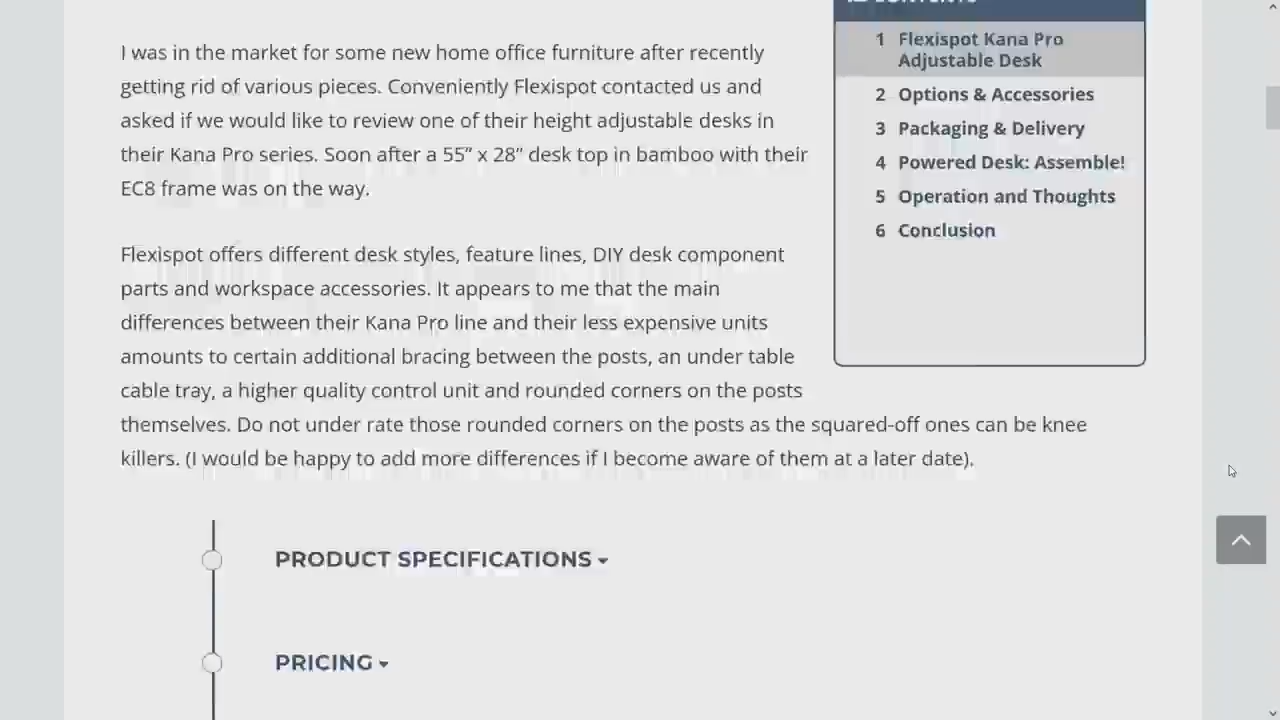 I was in the market for some new home office furniture after recently
getting rid of various pieces. Conveniently Flexispot contacted us and
asked if we would like to review one of their height adjustable desks in
their Kana Pro series. Soon after a 55” x 28” desk top in bamboo with their
EC8 frame was on the way.
Flexispot offers different desk styles, feature lines, DIY desk component
parts and workspace accessories. It appears to me that the main
differences between their Kana Pro line and their less expensive units
amounts to certain additional bracing between the posts, an under table
cable tray, a higher quality control unit and rounded corners on the posts
themselves. Do not under rate those rounded corners on the posts as the squared-off ones can be knee
killers. (I would be happy to add more differences if I become aware of them at a later date).
PRODUCT SPECIFICATIONS
PRICING
CONTENTS
1 Flexispot Kana Pro
Adjustable Desk
2 Options & Accessories
3 Packaging & Delivery
4 Powered Desk: Assemble!
5 Operation and Thoughts
6 Conclusion